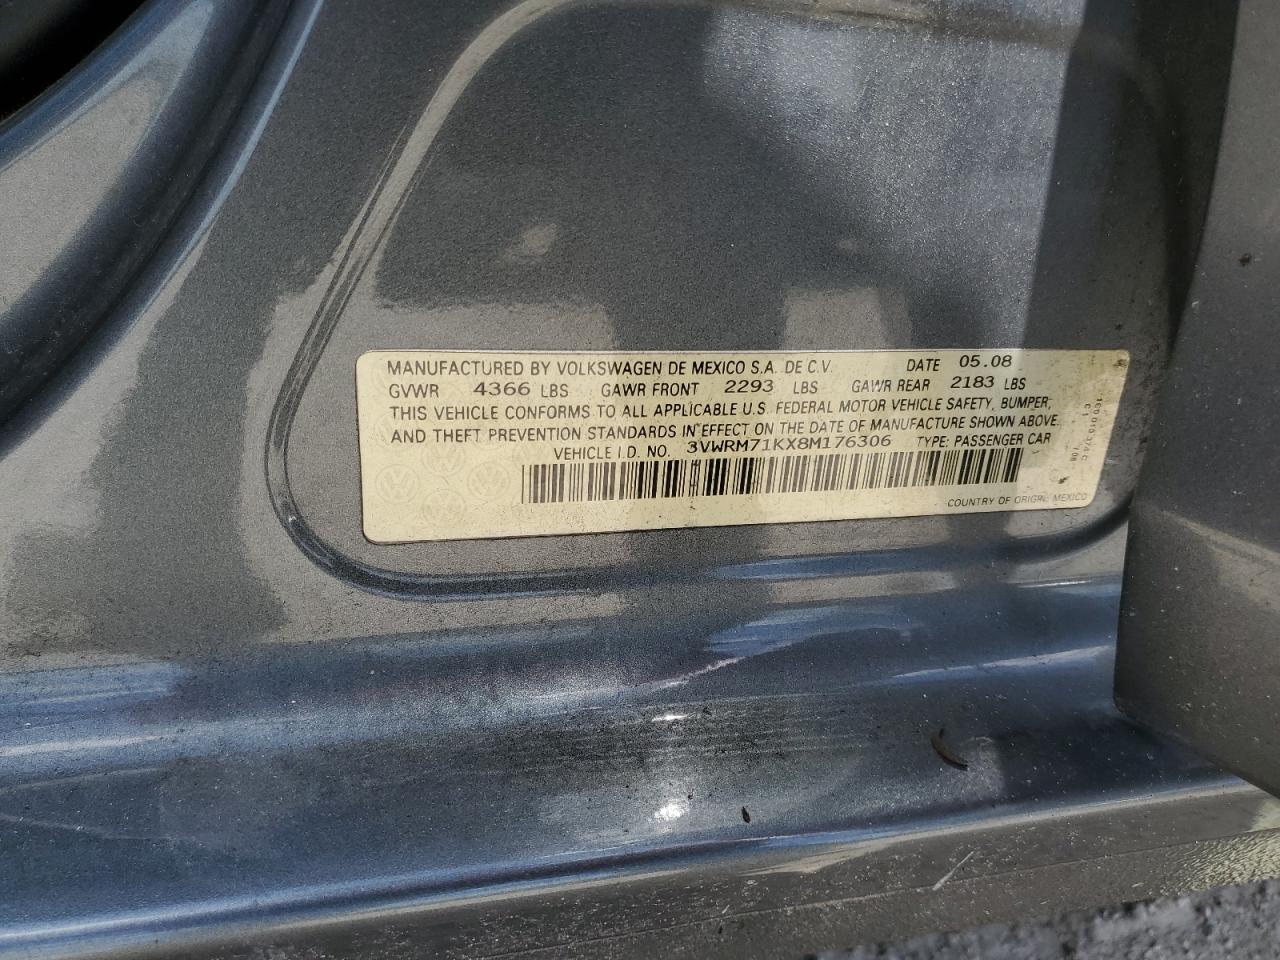 MANUFACTURED BY VOLKSWAGEN DE MEXICO S.A. DE C.V. DATE 05.08
GVWR 4366 LBS GAWR FRONT 2293 LBS GAWR REAR 2183 LBS
THIS VEHICLE CONFORMS TO ALL APPLICABLE U.S. FEDERAL MOTOR VEHICLE SAFETY, BUMPER,
AND THEFT PREVENTION STANDARDS IN EFFECT ON THE DATE OF MANUFACTURE SHOWN ABOVE.
VEHICLE I.D. NO. 3VWRM71KX8M176306 TYPE: PASSENGER CAR
COUNTRY OF ORIGIN: MEXICO